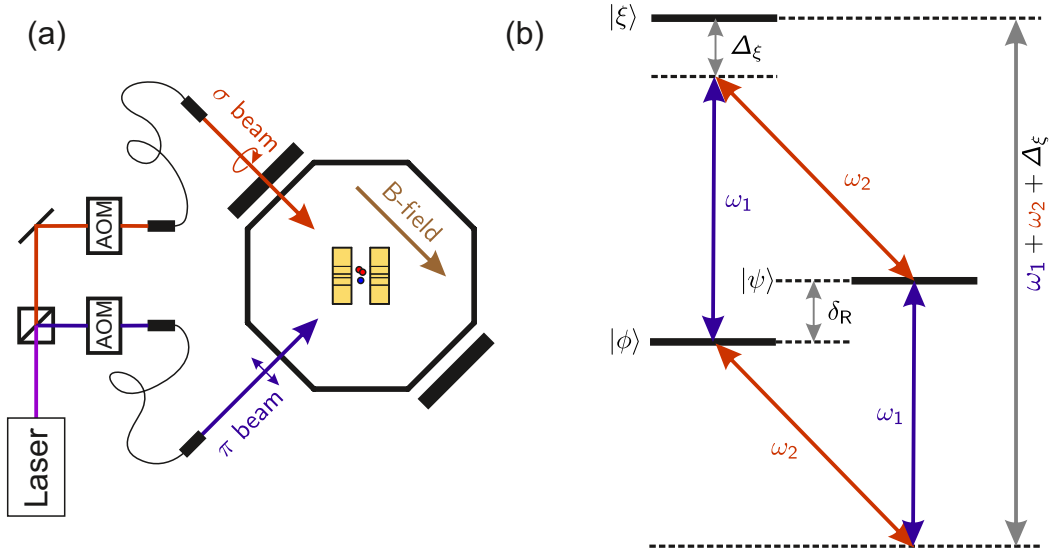 (a)
σ beam
AOM
B-field
AOM
π beam
Laser
(b)
|ξ⟩
Δξ
ω1
ω2
ω1 + ω2 + Δξ
|ψ⟩
δR
|ϕ⟩
ω1
ω2